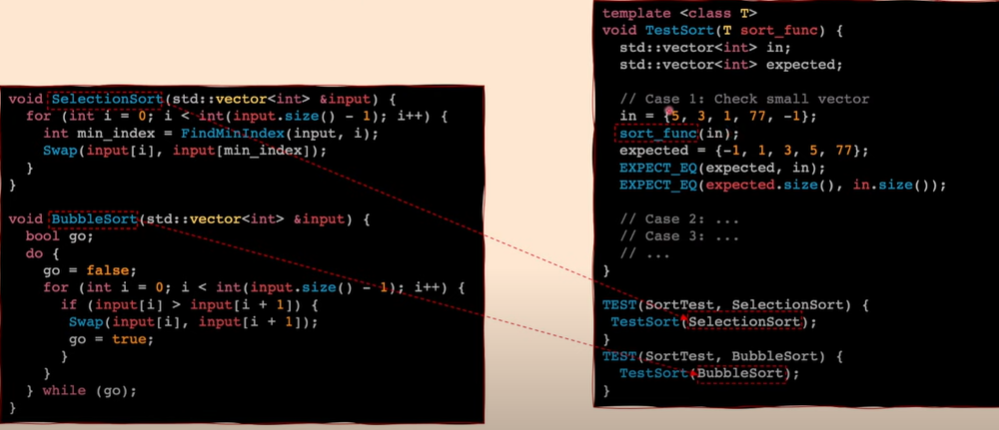 void SelectionSort(std::vector<int> &input) {
  for (int i = 0; i < int(input.size() - 1); i++) {
    int min_index = FindMinIndex(input, i);
    Swap(input[i], input[min_index]);
  }
}
void BubbleSort(std::vector<int> &input) {
  bool go;
  do {
    go = false;
    for (int i = 0; i < int(input.size() - 1); i++) {
      if (input[i] > input[i + 1]) {
       Swap(input[i], input[i + 1]);
       go = true;
      }
    }
  } while (go);
}
template <class T>
void TestSort(T sort_func) {
  std::vector<int> in;
  std::vector<int> expected;
  // Case 1: Check small vector
  in = {5, 3, 1, 77, -1};
  sort_func(in);
  expected = {-1, 1, 3, 5, 77};
  EXPECT_EQ(expected, in);
  EXPECT_EQ(expected.size(), in.size());
  // Case 2: ...
  // Case 3: ...
  // ...
}
TEST(SortTest, SelectionSort) {
 TestSort(SelectionSort);
}
TEST(SortTest, BubbleSort) {
  TestSort(BubbleSort);
}